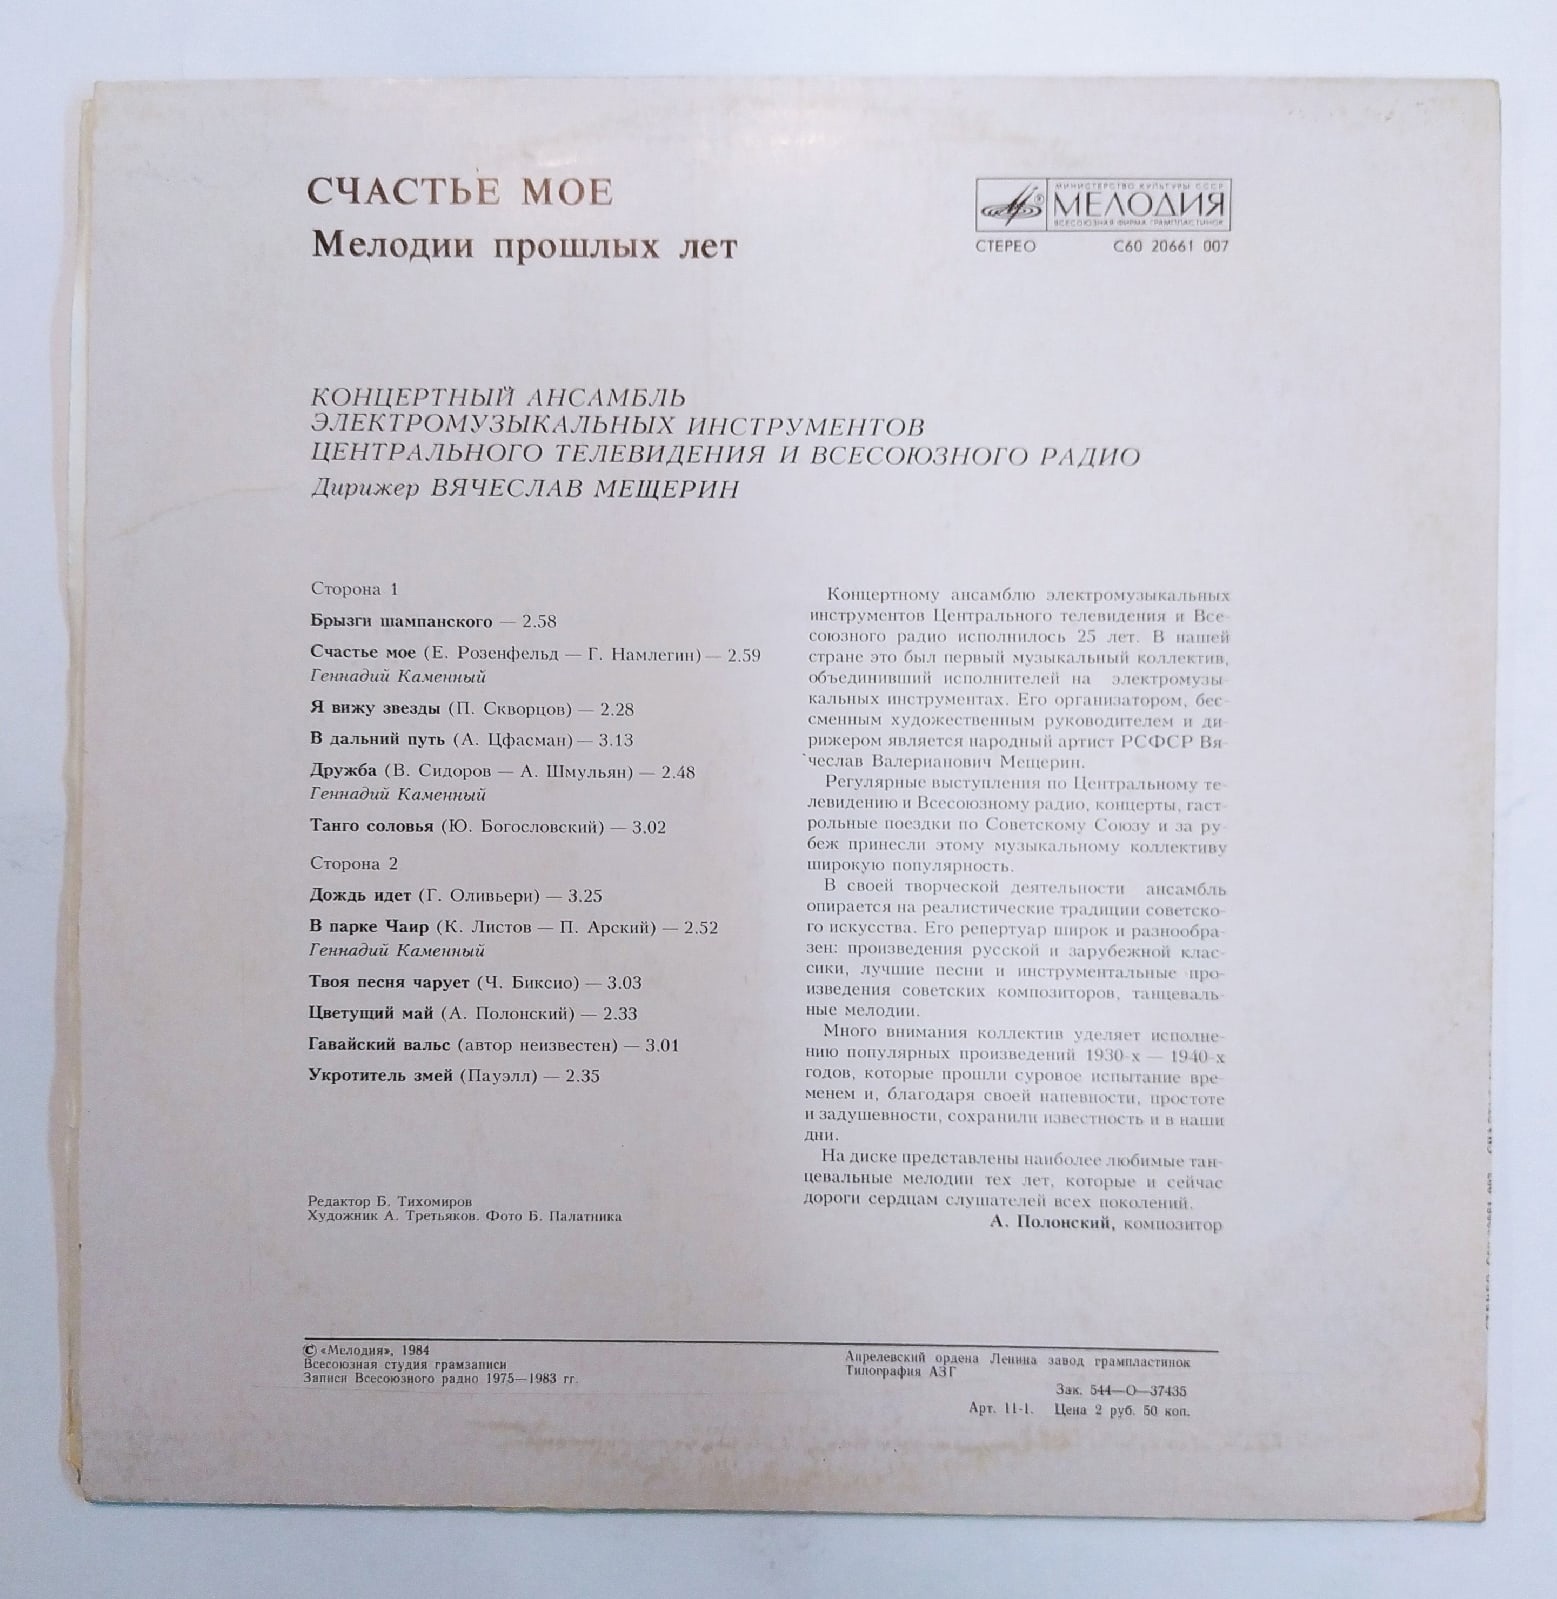 СЧАСТЬЕ МОЕ
Мелодии прошлых лет
МИНИСТЕРСТВО КУЛЬТУРЫ СССР
МЕЛОДИЯ
ВСЕСОЮЗНАЯ ФИРМА ГРАМПЛАСТИНОК
СТЕРЕО С60 20661 007
КОНЦЕРТНЫЙ АНСАМБЛЬ
ЭЛЕКТРОМУЗЫКАЛЬНЫХ ИНСТРУМЕНТОВ
ЦЕНТРАЛЬНОГО ТЕЛЕВИДЕНИЯ И ВСЕСОЮЗНОГО РАДИО
Дирижер ВЯЧЕСЛАВ МЕЩЕРИН
Сторона 1
Брызги шампанского — 2.58
Счастье мое (Е. Розенфельд — Г. Намлегин) — 2.59
Геннадий Каменный
Я вижу звезды (П. Скворцов) — 2.28
В дальний путь (А. Цфасман) — 3.13
Дружба (В. Сидоров — А. Шмульян) — 2.48
Геннадий Каменный
Танго соловья (Ю. Богословский) — 3.02
Сторона 2
Дождь идет (Г. Оливьери) — 3.25
В парке Чаир (К. Листов — П. Арский) — 2.52
Геннадий Каменный
Твоя песня чарует (Ч. Биксио) — 3.03
Цветущий май (А. Полонский) — 2.33
Гавайский вальс (автор неизвестен) — 3.01
Укротитель змей (Пауэлл) — 2.35
Редактор Б. Тихомиров
Художник А. Третьяков. Фото Б. Палатника
Концертному ансамблю электромузыкальных
инструментов Центрального телевидения и Все-
союзного радио исполнилось 25 лет. В нашей
стране это был первый музыкальный коллектив,
объединивший исполнителей на электромузы-
кальных инструментах. Его организатором, бес-
сменным художественным руководителем и ди-
рижером является народный артист РСФСР Вя-
чеслав Валерианович Мещерин.
Регулярные выступления по Центральному те-
левидению и Всесоюзному радио, концерты, гаст-
рольные поездки по Советскому Союзу и за ру-
беж принесли этому музыкальному коллективу
широкую популярность.
В своей творческой деятельности ансамбль
опирается на реалистические традиции советско-
го искусства. Его репертуар широк и разнообра-
зен: произведения русской и зарубежной клас-
сики, лучшие песни и инструментальные про-
изведения советских композиторов, танцеваль-
ные мелодии.
Много внимания коллектив уделяет исполне-
нию популярных произведений 1930-х — 1940-х
годов, которые прошли суровое испытание вре-
менем и, благодаря своей напевности, простоте
и задушевности, сохранили известность и в наши
дни.
На диске представлены наиболее любимые тан-
цевальные мелодии тех лет, которые и сейчас
дороги сердцам слушателей всех поколений.
А. Полонский, композитор
© «Мелодия», 1984
Всесоюзная студия грамзаписи
Записи Всесоюзного радио 1975—1983 гг.
Апрелевский ордена Ленина завод грампластинок
Типография АЗГ
Зак. 544—О—37435
Арт. 11-1. Цена 2 руб. 50 коп.